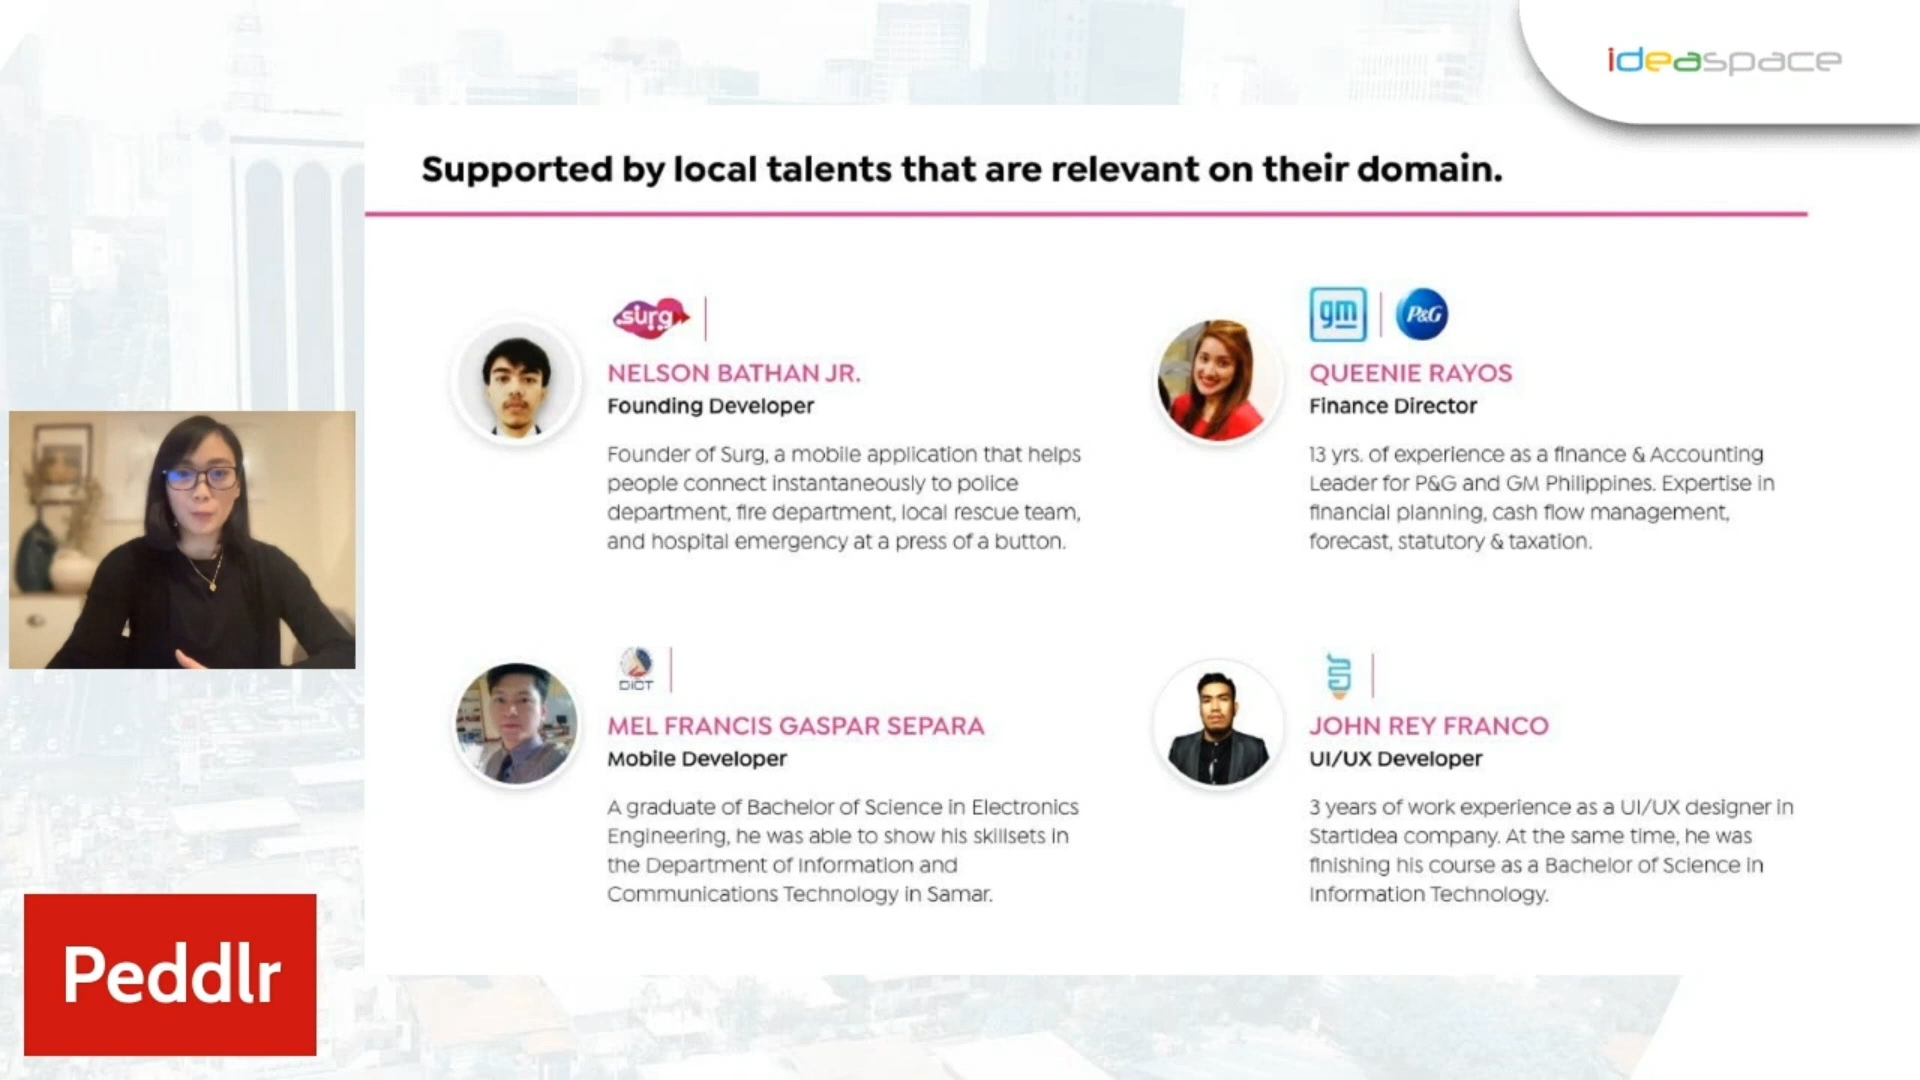 ideaspace
Supported by local talents that are relevant on their domain.
surg
NELSON BATHAN JR.
Founding Developer
Founder of Surg, a mobile application that helps
people connect instantaneously to police
department, fire department, local rescue team,
and hospital emergency at a press of a button.
gm
P&G
QUEENIE RAYOS
Finance Director
13 yrs. of experience as a finance & Accounting
Leader for P&G and GM Philippines. Expertise in
financial planning, cash flow management,
forecast, statutory & taxation.
DICT
MEL FRANCIS GASPAR SEPARA
Mobile Developer
A graduate of Bachelor of Science in Electronics
Engineering, he was able to show his skillsets in
the Department of Information and
Communications Technology in Samar.
JOHN REY FRANCO
UI/UX Developer
3 years of work experience as a UI/UX designer in
StartIdea company. At the same time, he was
finishing his course as a Bachelor of Science in
Information Technology.
Peddlr